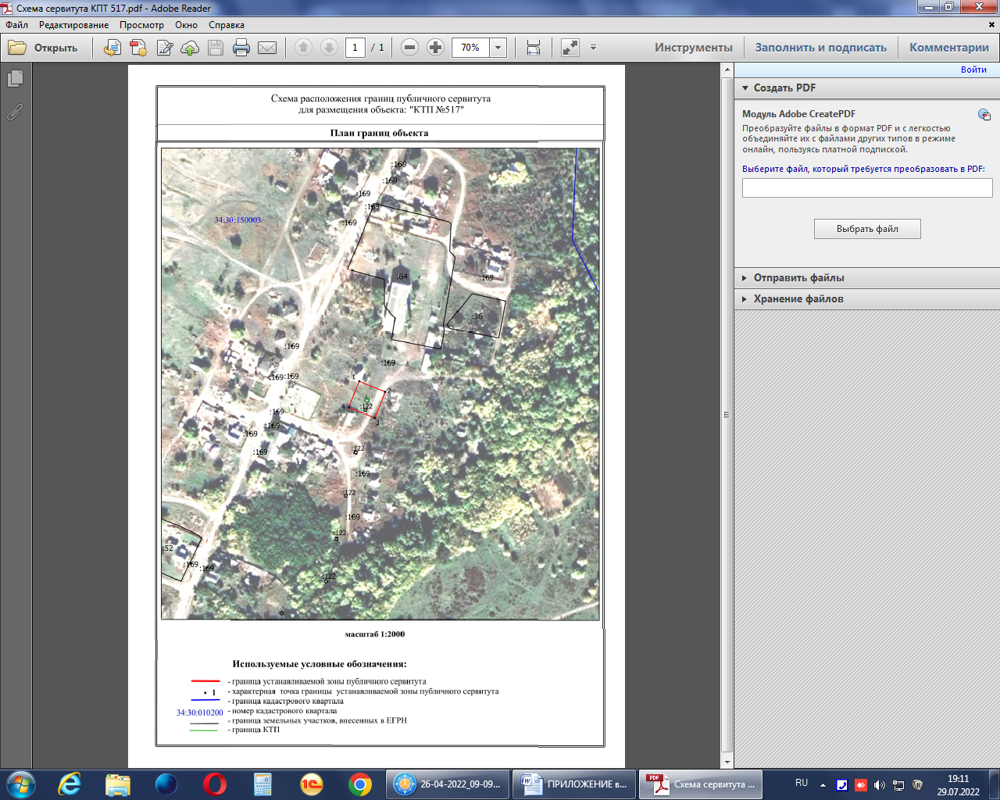 Схема сервитута КПТ 517.pdf - Adobe Reader
Файл Редактирование Просмотр Окно Справка
Открыть 1 / 1 70% Инструменты Заполнить и подписать Комментарии
Войти
Создать PDF
Модуль Adobe CreatePDF
Преобразуйте файлы в формат PDF и с легкостью
объединяйте их с файлами других типов в режиме
онлайн, пользуясь платной подпиской.
Выберите файл, который требуется преобразовать в PDF:
Выбрать файл
Отправить файлы
Хранение файлов
Схема расположения границ публичного сервитута
для размещения объекта: "КТП №517"
План границ объекта
:169
:169
:169
:169
34:30:150003
:169
:64
:169
:36
:169
:169
:169
:169
1
2
4
:122
3
:169
:169
:169
:169
:122
:169
:122
:169
:122
:52
:169
:169
:122
масштаб 1:2000
Используемые условные обозначения:
- граница устанавливаемой зоны публичного сервитута
• 1 - характерная точка границы устанавливаемой зоны публичного сервитута
- граница кадастрового квартала
34:30:010200 - номер кадастрового квартала
- граница земельных участков, внесенных в ЕГРН
- граница КТП
26-04-2022_09-09...
ПРИЛОЖЕНИЕ в...
Схема сервитута ...
RU
19:11
29.07.2022